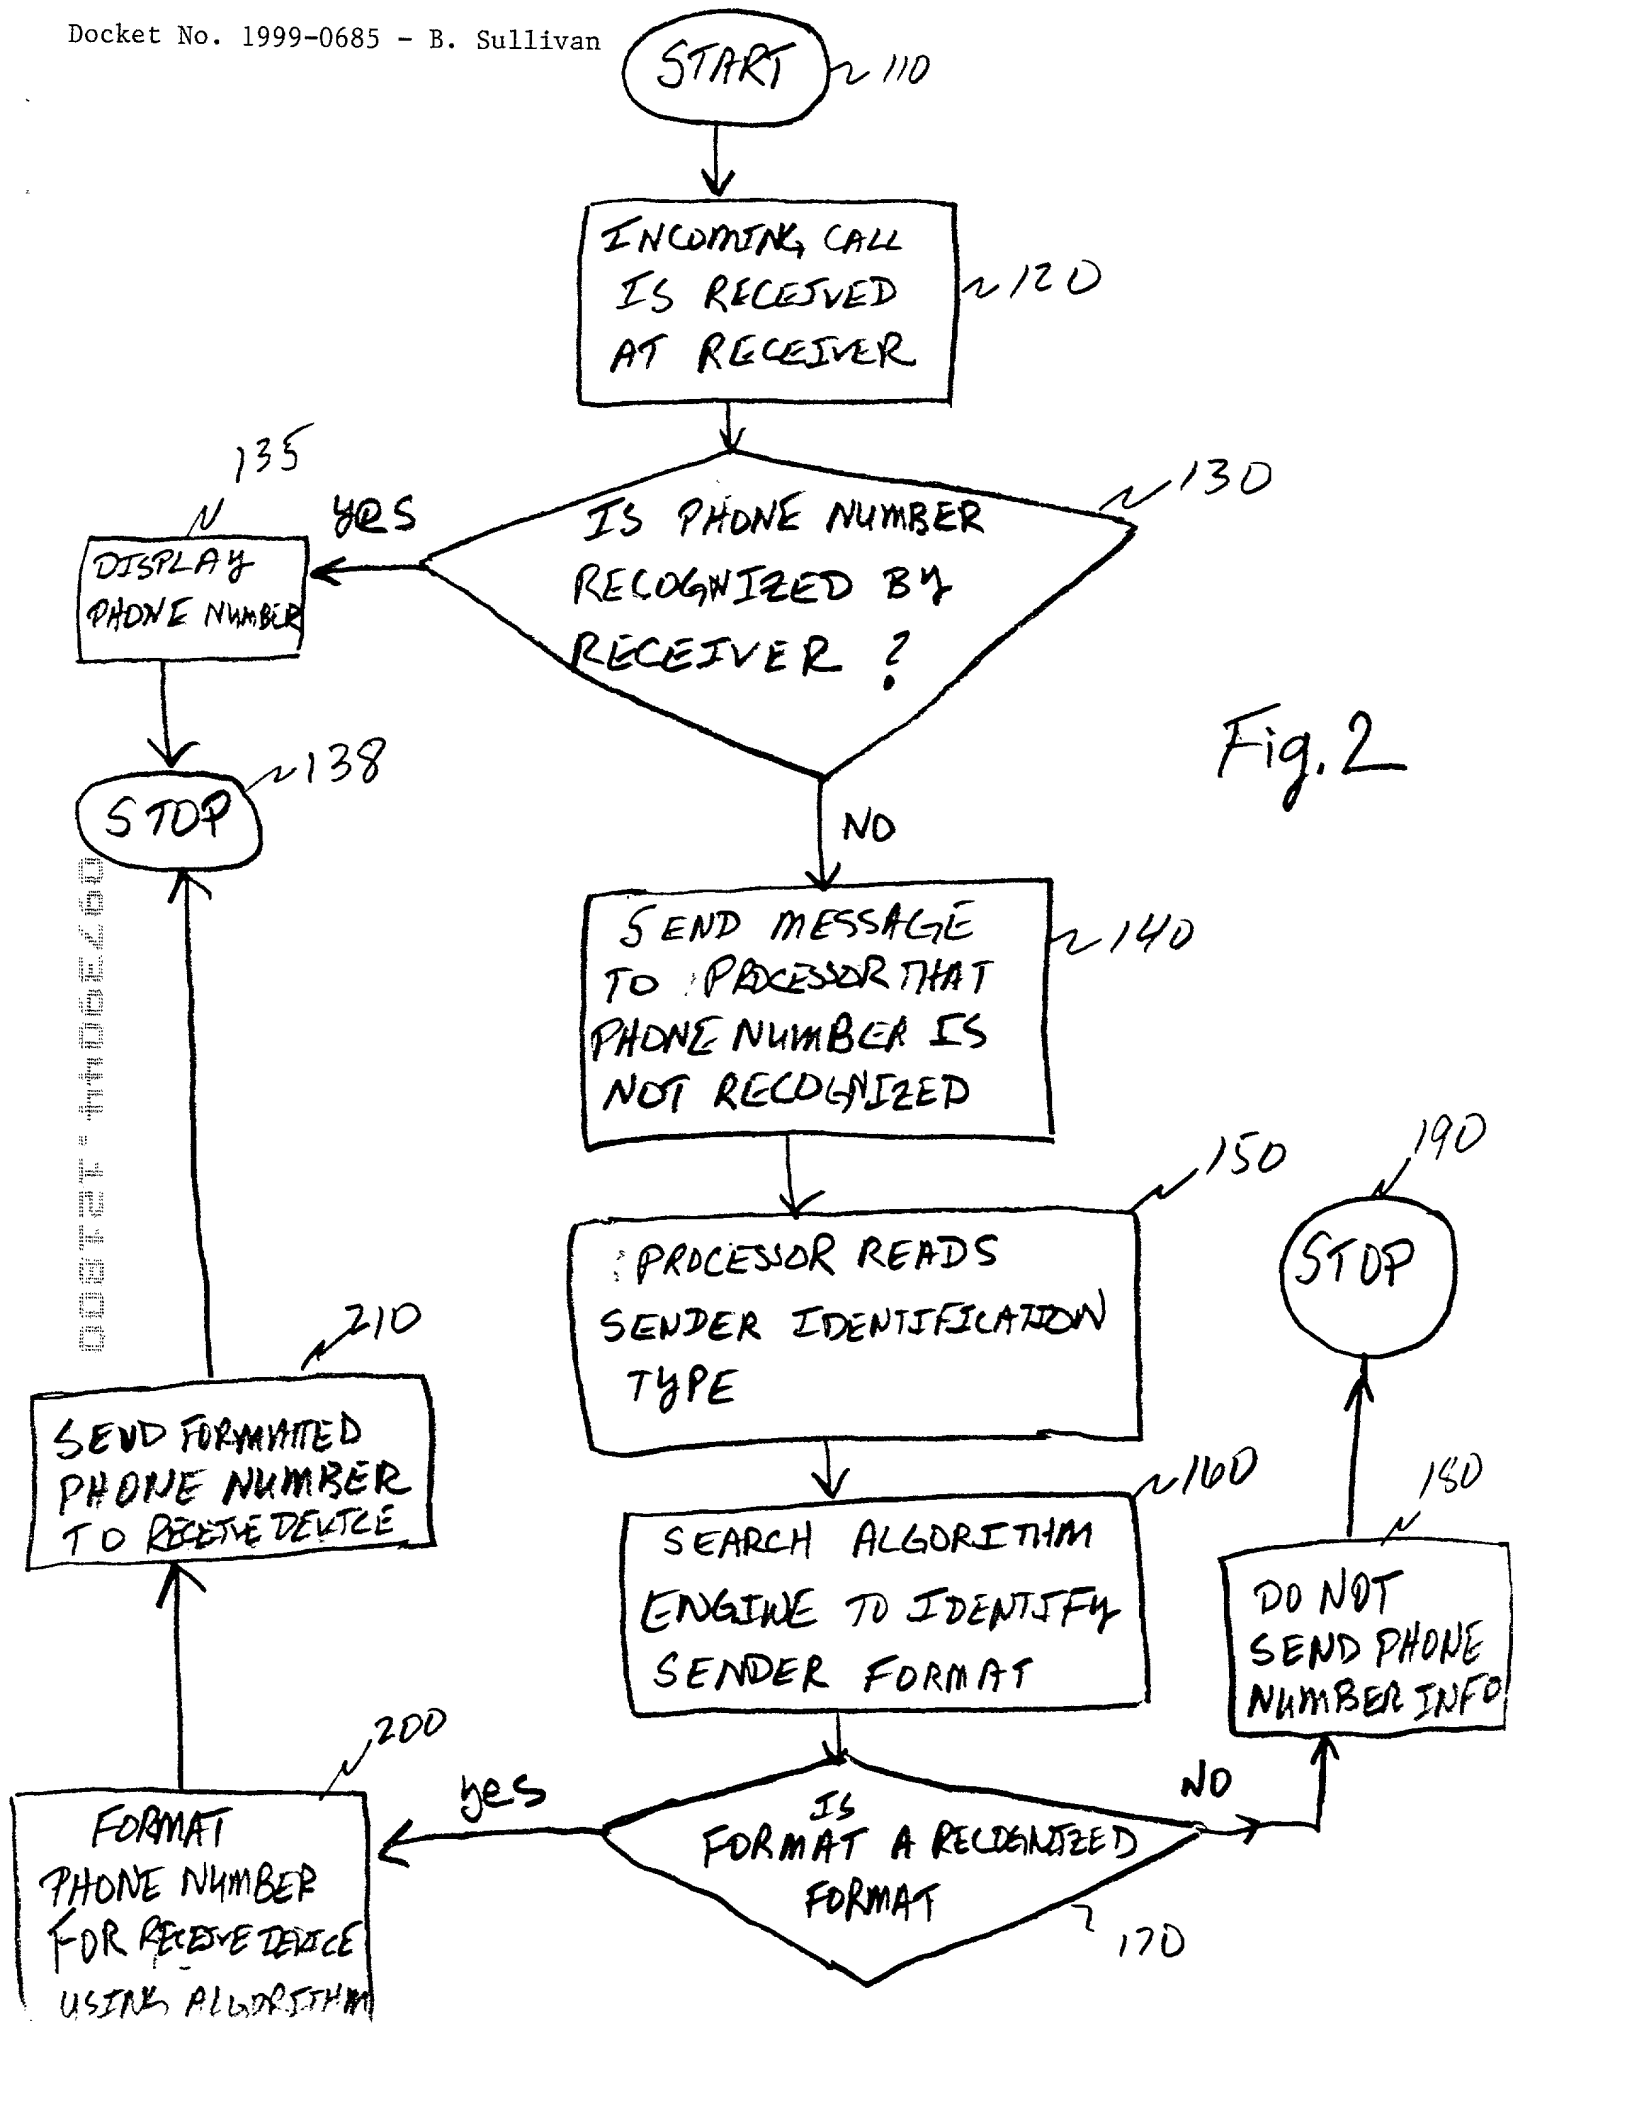 Docket No. 1999-0685 - B. Sullivan
START
110
INCOMING CALL
IS RECEIVED
AT RECEIVER
120
135
130
yes
IS PHONE NUMBER
RECOGNIZED BY
RECEIVER ?
DISPLAY
PHONE NUMBER
Fig. 2
138
STOP
NO
SEND MESSAGE
TO PROCESSOR THAT
PHONE NUMBER IS
NOT RECOGNIZED
140
150
190
PROCESSOR READS
SENDER IDENTIFICATION
TYPE
STOP
210
SEND FORMATTED
PHONE NUMBER
TO RECEIVE DEVICE
160
180
SEARCH ALGORITHM
ENGINE TO IDENTIFY
SENDER FORMAT
DO NOT
SEND PHONE
NUMBER INFO
200
yes
NO
IS
FORMAT A RECOGNIZED
FORMAT
170
FORMAT
PHONE NUMBER
FOR RECEIVE DEVICE
USING ALGORITHM